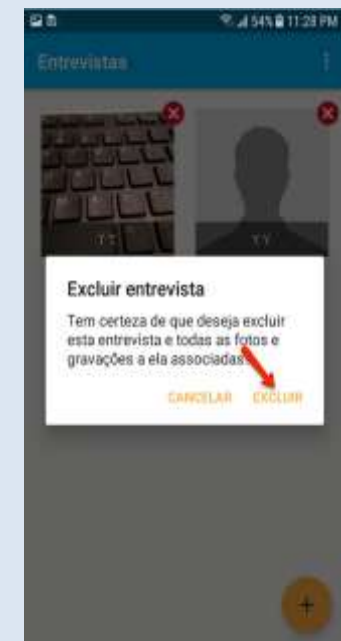 54% 11:28 PM
Entrevistas
T T
Y Y
Excluir entrevista
Tem certeza de que deseja excluir
esta entrevista e todas as fotos e
gravações a ela associadas
CANCELAR EXCLUIR